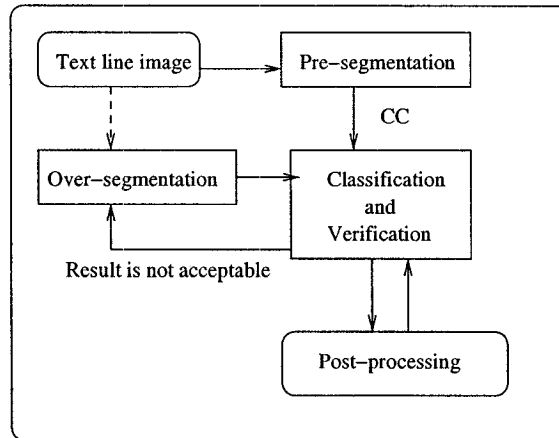 Text line image
Pre-segmentation
CC
Over-segmentation
Classification
and
Verification
Result is not acceptable
Post-processing